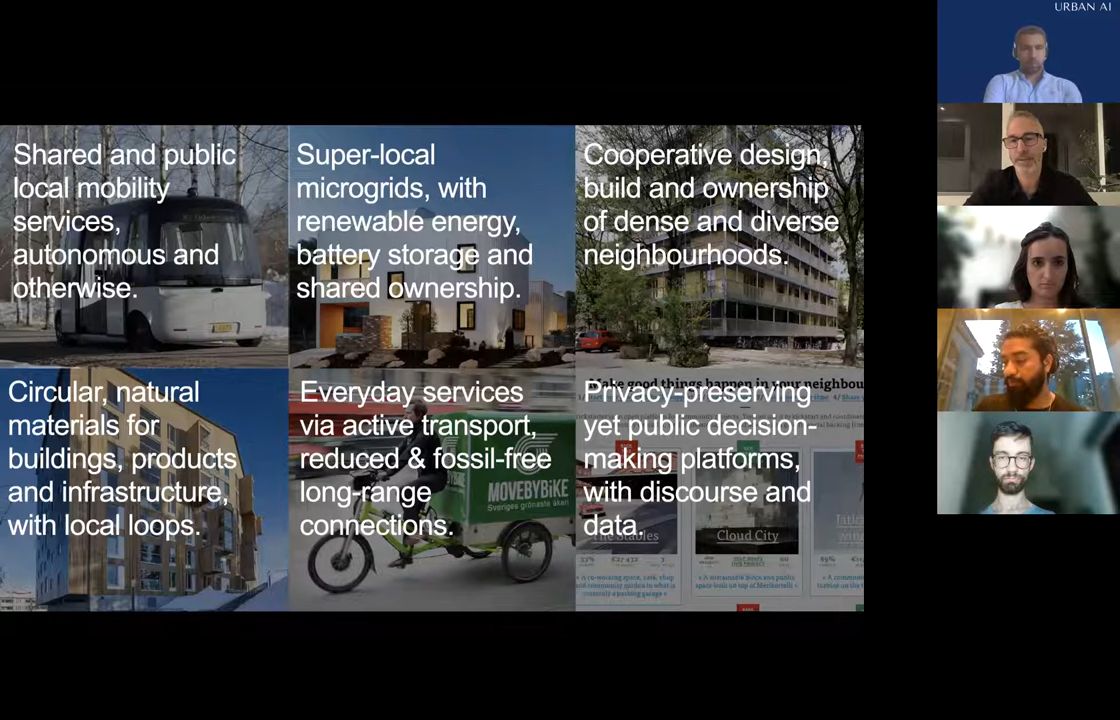 URBAN AI
Shared and public
local mobility
services,
autonomous and
otherwise.
Super-local
microgrids, with
renewable energy,
battery storage and
shared ownership.
Cooperative design,
build and ownership
of dense and diverse
neighbourhoods.
Circular, natural
materials for
buildings, products
and infrastructure,
with local loops.
Everyday services
via active transport,
reduced & fossil-free
long-range
connections.
MOVEBYBIKE
Sveriges grönaste åkeri
Privacy-preserving
yet public decision-
making platforms,
with discourse and
data.
Make good things happen in your neighbou
The Stables
Cloud City